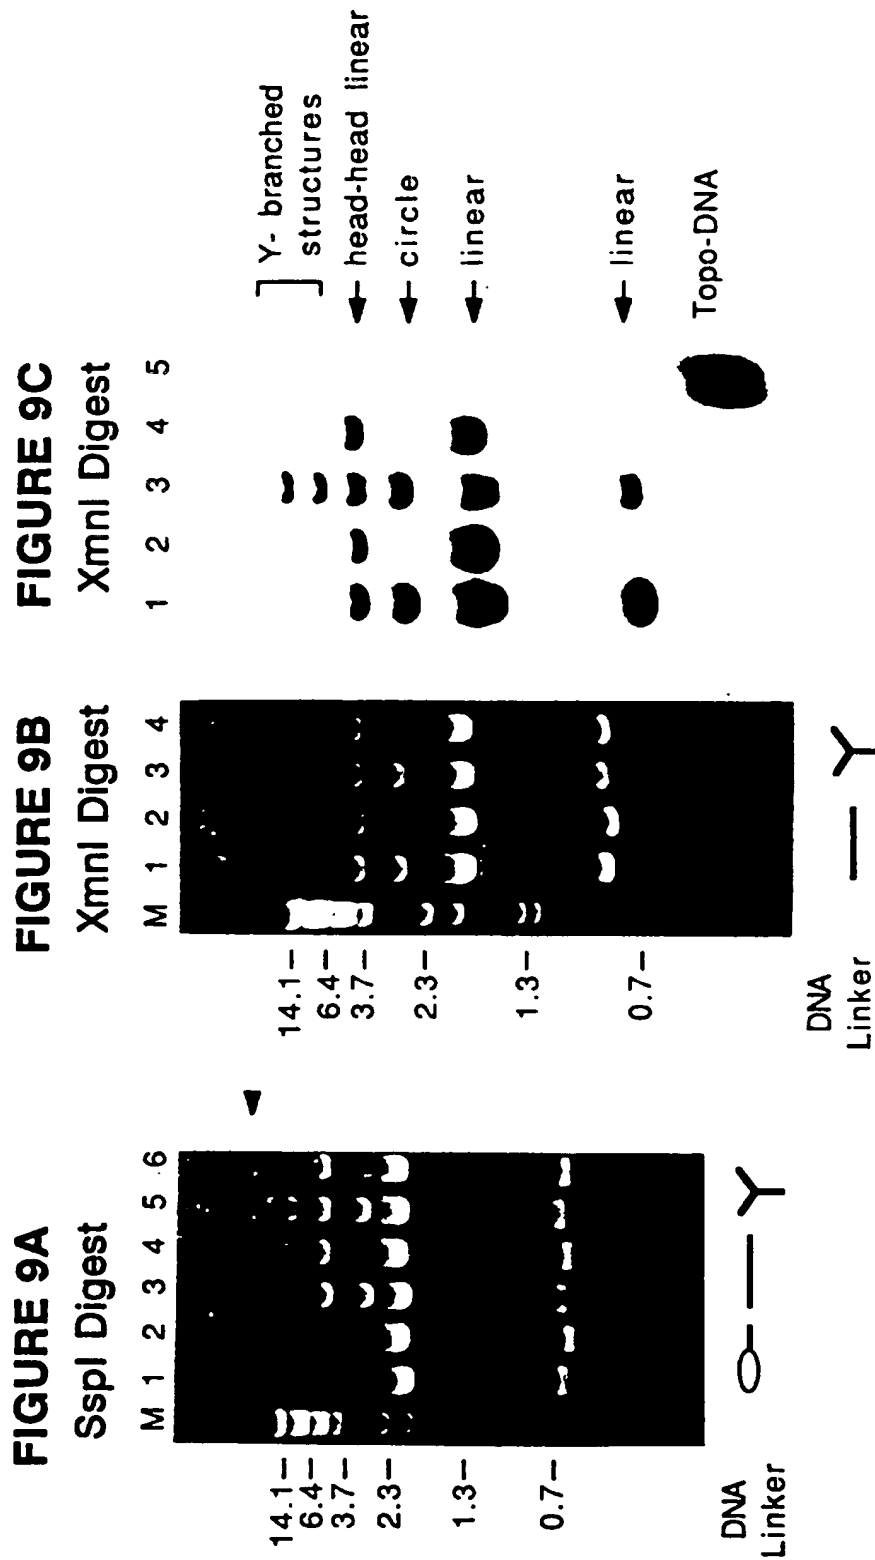 FIGURE 9A
SspI Digest
M 1 2 3 4 5 6
14.1
6.4
3.7
2.3
1.3
0.7
DNA
Linker
FIGURE 9B
XmnI Digest
M 1 2 3 4
14.1
6.4
3.7
2.3
1.3
0.7
DNA
Linker
FIGURE 9C
XmnI Digest
1 2 3 4 5
Y- branched
structures
head-head linear
circle
linear
linear
Topo-DNA